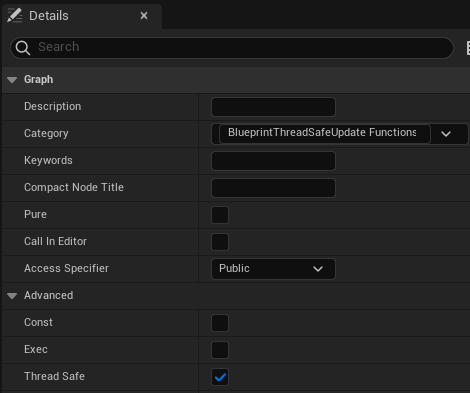 Details
Search
Graph
Description
Category BlueprintThreadSafeUpdate Functions
Keywords
Compact Node Title
Pure
Call In Editor
Access Specifier Public
Advanced
Const
Exec
Thread Safe